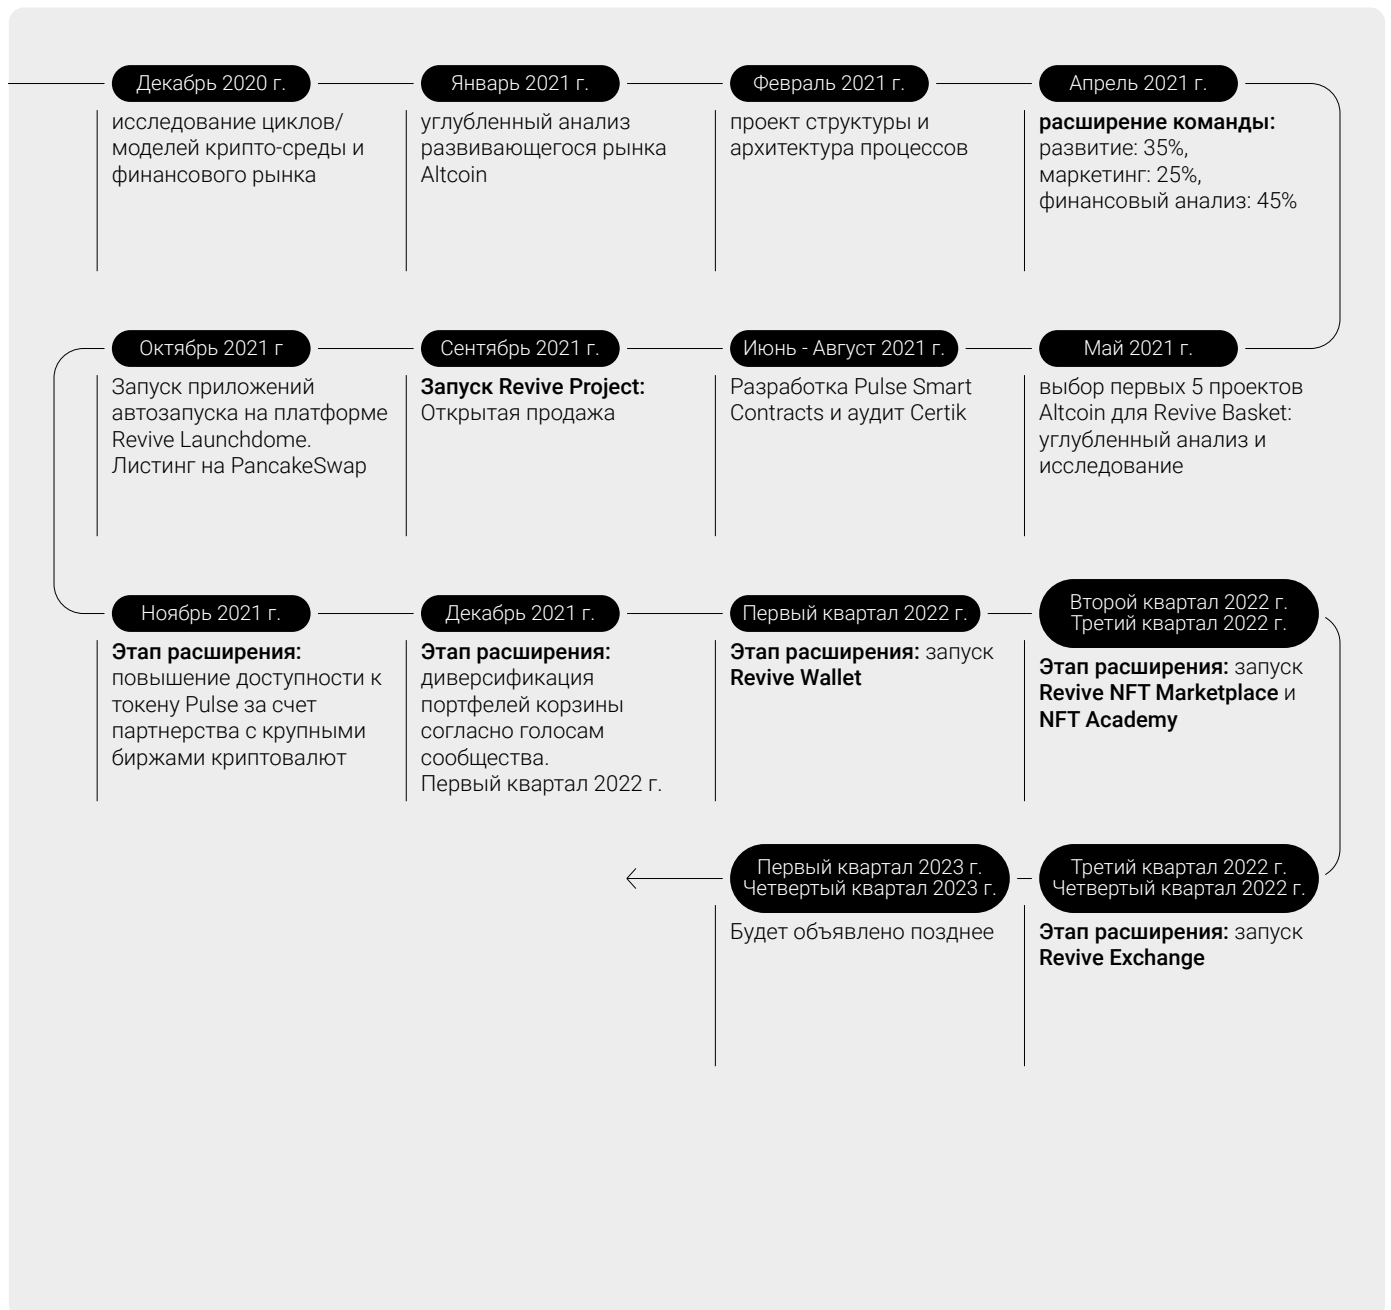 Декабрь 2020 г.
исследование циклов/
моделей крипто-среды и
финансового рынка
Январь 2021 г.
углубленный анализ
развивающегося рынка
Altcoin
Февраль 2021 г.
проект структуры и
архитектура процессов
Апрель 2021 г.
расширение команды:
развитие: 35%,
маркетинг: 25%,
финансовый анализ: 45%
Май 2021 г.
выбор первых 5 проектов
Altcoin для Revive Basket:
углубленный анализ и
исследование
Июнь - Август 2021 г.
Разработка Pulse Smart
Contracts и аудит Certik
Сентябрь 2021 г.
Запуск Revive Project:
Открытая продажа
Октябрь 2021 г
Запуск приложений
автозапуска на платформе
Revive Launchdome.
Листинг на PancakeSwap
Ноябрь 2021 г.
Этап расширения:
повышение доступности к
токену Pulse за счет
партнерства с крупными
биржами криптовалют
Декабрь 2021 г.
Этап расширения:
диверсификация
портфелей корзины
согласно голосам
сообщества.
Первый квартал 2022 г.
Первый квартал 2022 г.
Этап расширения: запуск
Revive Wallet
Второй квартал 2022 г.
Третий квартал 2022 г.
Этап расширения: запуск
Revive NFT Marketplace и
NFT Academy
Третий квартал 2022 г.
Четвертый квартал 2022 г.
Этап расширения: запуск
Revive Exchange
Первый квартал 2023 г.
Четвертый квартал 2023 г.
Будет объявлено позднее